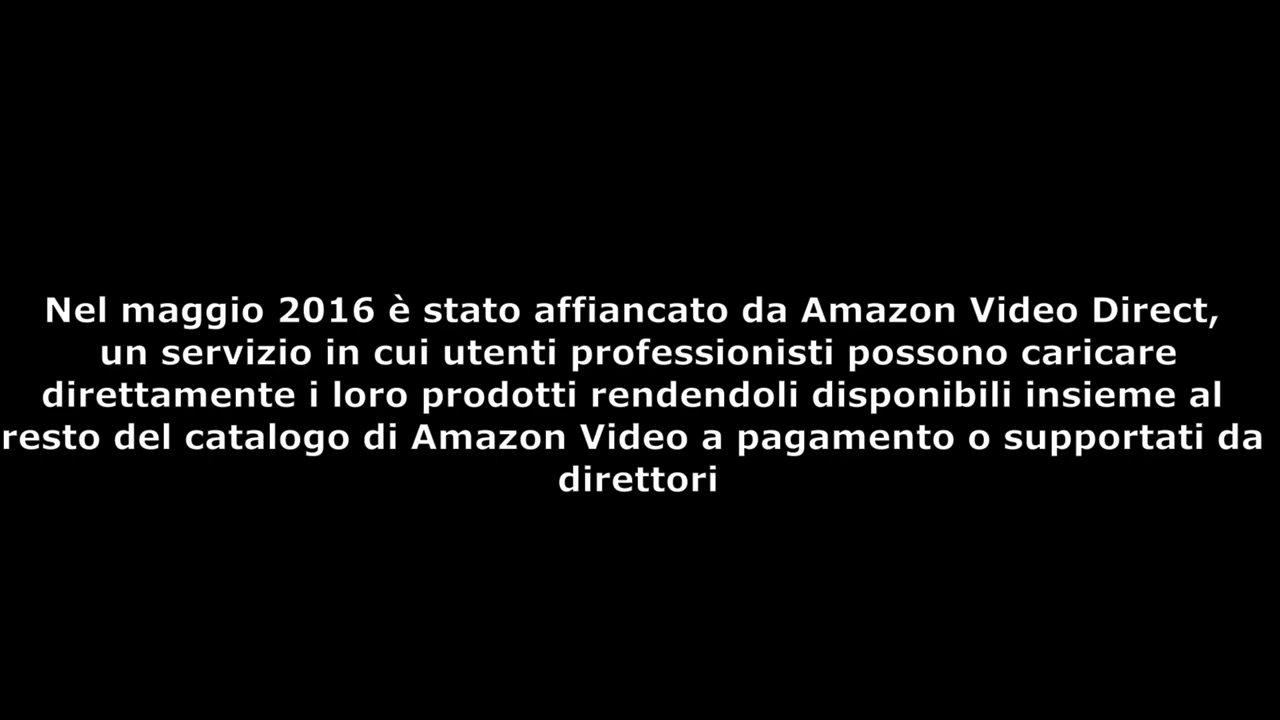 Nel maggio 2016 è stato affiancato da Amazon Video Direct,
un servizio in cui utenti professionisti possono caricare
direttamente i loro prodotti rendendoli disponibili insieme al
resto del catalogo di Amazon Video a pagamento o supportati da
direttori